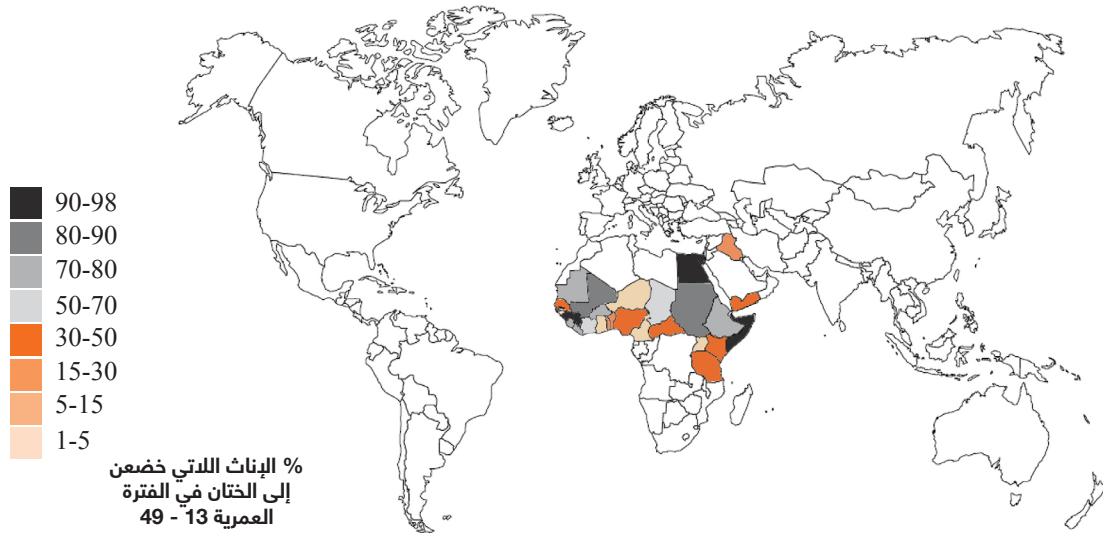 90-98
80-90
70-80
50-70
30-50
15-30
5-15
1-5
% الإناث اللاتي خضعن
إلى الختان في الفترة
العمرية 13 - 49